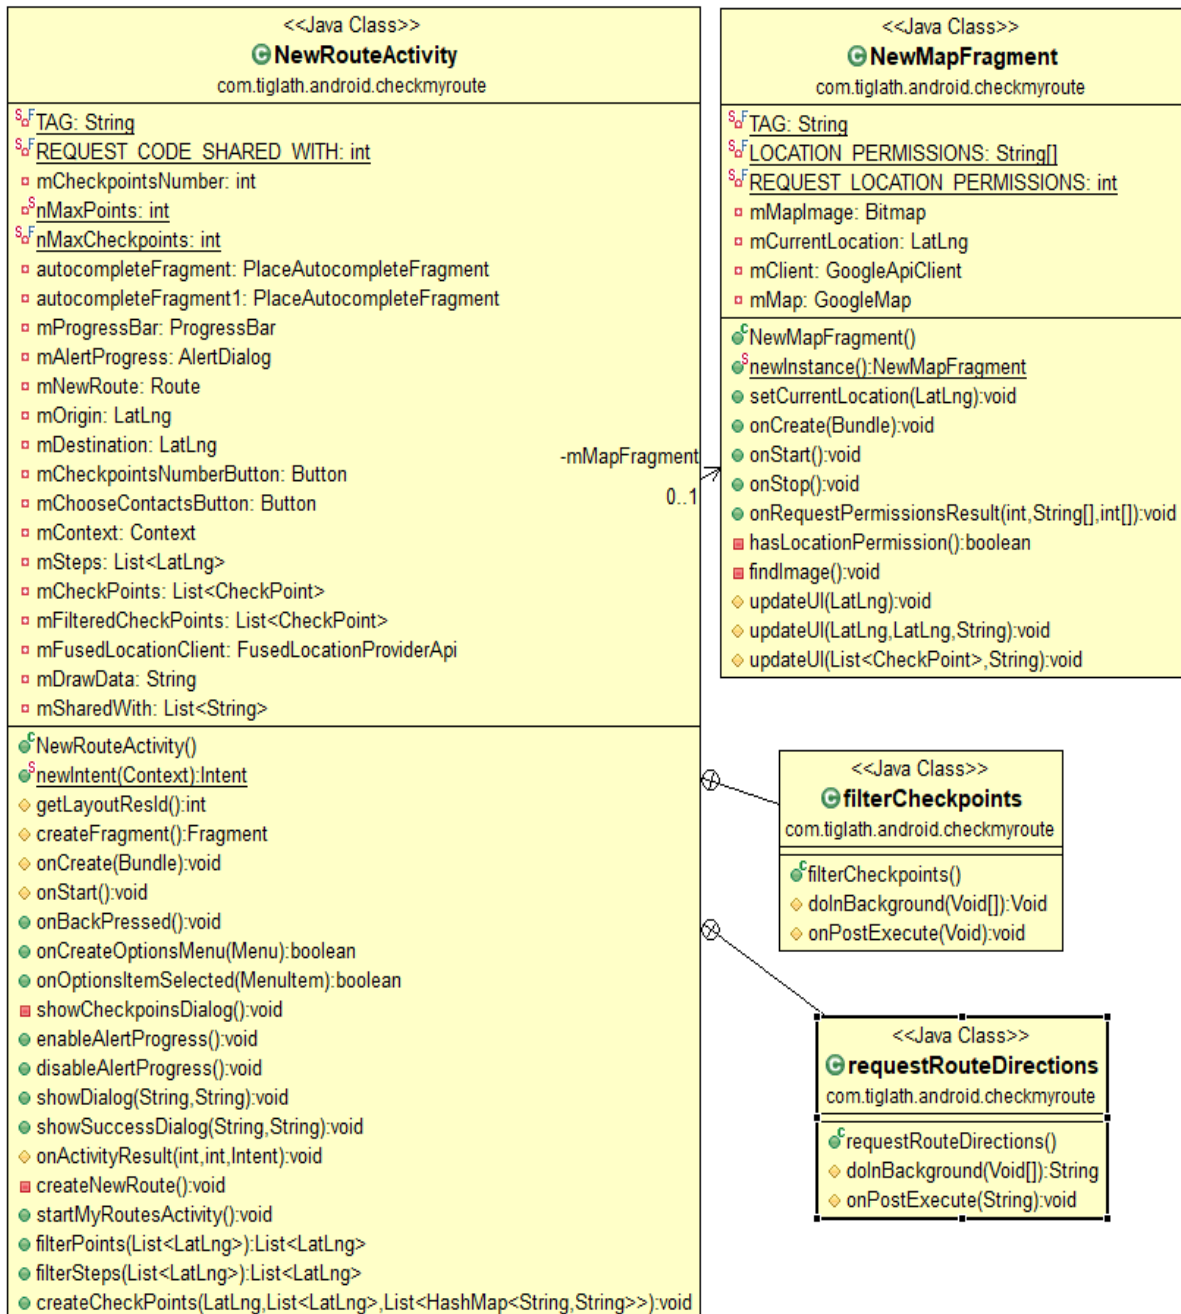 <<Java Class>>
NewRouteActivity
com.tiglath.android.checkmyroute
TAG: String
REQUEST_CODE_SHARED_WITH: int
mCheckpointsNumber: int
nMaxPoints: int
nMaxCheckpoints: int
autocompleteFragment: PlaceAutocompleteFragment
autocompleteFragment1: PlaceAutocompleteFragment
mProgressBar: ProgressBar
mAlertProgress: AlertDialog
mNewRoute: Route
mOrigin: LatLng
mDestination: LatLng
mCheckpointsNumberButton: Button
mChooseContactsButton: Button
mContext: Context
mSteps: List<LatLng>
mCheckPoints: List<CheckPoint>
mFilteredCheckPoints: List<CheckPoint>
mFusedLocationClient: FusedLocationProviderApi
mDrawData: String
mSharedWith: List<String>
NewRouteActivity()
newIntent(Context):Intent
getLayoutResId():int
createFragment():Fragment
onCreate(Bundle):void
onStart():void
onBackPressed():void
onCreateOptionsMenu(Menu):boolean
onOptionsItemSelected(MenuItem):boolean
showCheckpoinsDialog():void
enableAlertProgress():void
disableAlertProgress():void
showDialog(String,String):void
showSuccessDialog(String,String):void
onActivityResult(int,int,Intent):void
createNewRoute():void
startMyRoutesActivity():void
filterPoints(List<LatLng>):List<LatLng>
filterSteps(List<LatLng>):List<LatLng>
createCheckPoints(LatLng,List<LatLng>,List<HashMap<String,String>>):void
-mMapFragment
0..1
<<Java Class>>
NewMapFragment
com.tiglath.android.checkmyroute
TAG: String
LOCATION_PERMISSIONS: String[]
REQUEST_LOCATION_PERMISSIONS: int
mMapImage: Bitmap
mCurrentLocation: LatLng
mClient: GoogleApiClient
mMap: GoogleMap
NewMapFragment()
newInstance():NewMapFragment
setCurrentLocation(LatLng):void
onCreate(Bundle):void
onStart():void
onStop():void
onRequestPermissionsResult(int,String[],int[]):void
hasLocationPermission():boolean
findImage():void
updateUI(LatLng):void
updateUI(LatLng,LatLng,String):void
updateUI(List<CheckPoint>,String):void
<<Java Class>>
filterCheckpoints
com.tiglath.android.checkmyroute
filterCheckpoints()
doInBackground(Void[]):Void
onPostExecute(Void):void
<<Java Class>>
requestRouteDirections
com.tiglath.android.checkmyroute
requestRouteDirections()
doInBackground(Void[]):String
onPostExecute(String):void